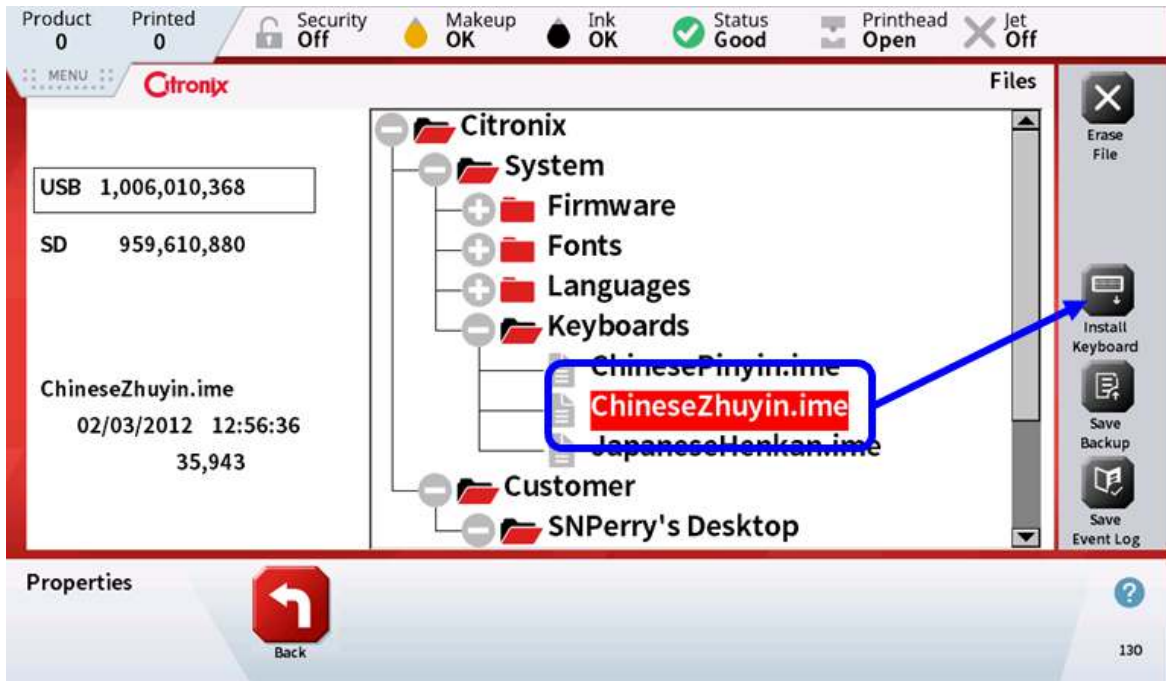 Product
0
Printed
0
Security
Off
Makeup
OK
Ink
OK
Status
Good
Printhead
Open
Jet
Off
MENU
Citronix
Files
USB 1,006,010,368
SD 959,610,880
ChineseZhuyin.ime
02/03/2012 12:56:36
35,943
Citronix
System
Firmware
Fonts
Languages
Keyboards
ChinesePinyin.ime
ChineseZhuyin.ime
JapaneseHenkan.ime
Customer
SNPerry's Desktop
Erase
File
Install
Keyboard
Save
Backup
Save
Event Log
Properties
Back
?
130